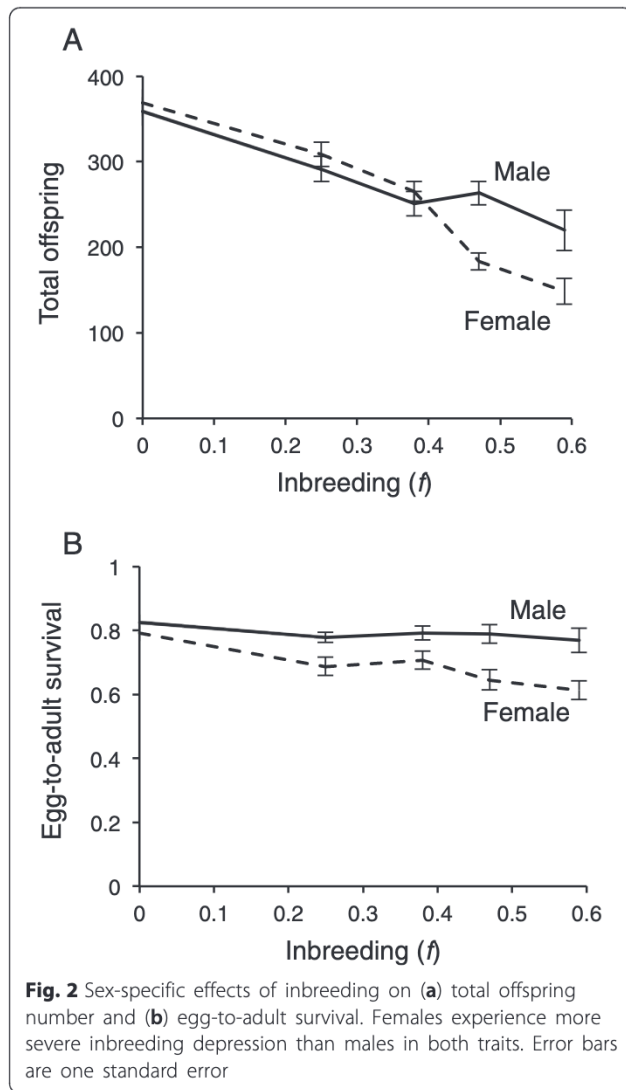 A
400
300
200
100
0
Total offspring
Male
Female
0 0.1 0.2 0.3 0.4 0.5 0.6
Inbreeding (f)
B
1
0.8
0.6
0.4
0.2
0
Egg-to-adult survival
Male
Female
0 0.1 0.2 0.3 0.4 0.5 0.6
Inbreeding (f)
Fig. 2 Sex-specific effects of inbreeding on (a) total offspring
number and (b) egg-to-adult survival. Females experience more
severe inbreeding depression than males in both traits. Error bars
are one standard error